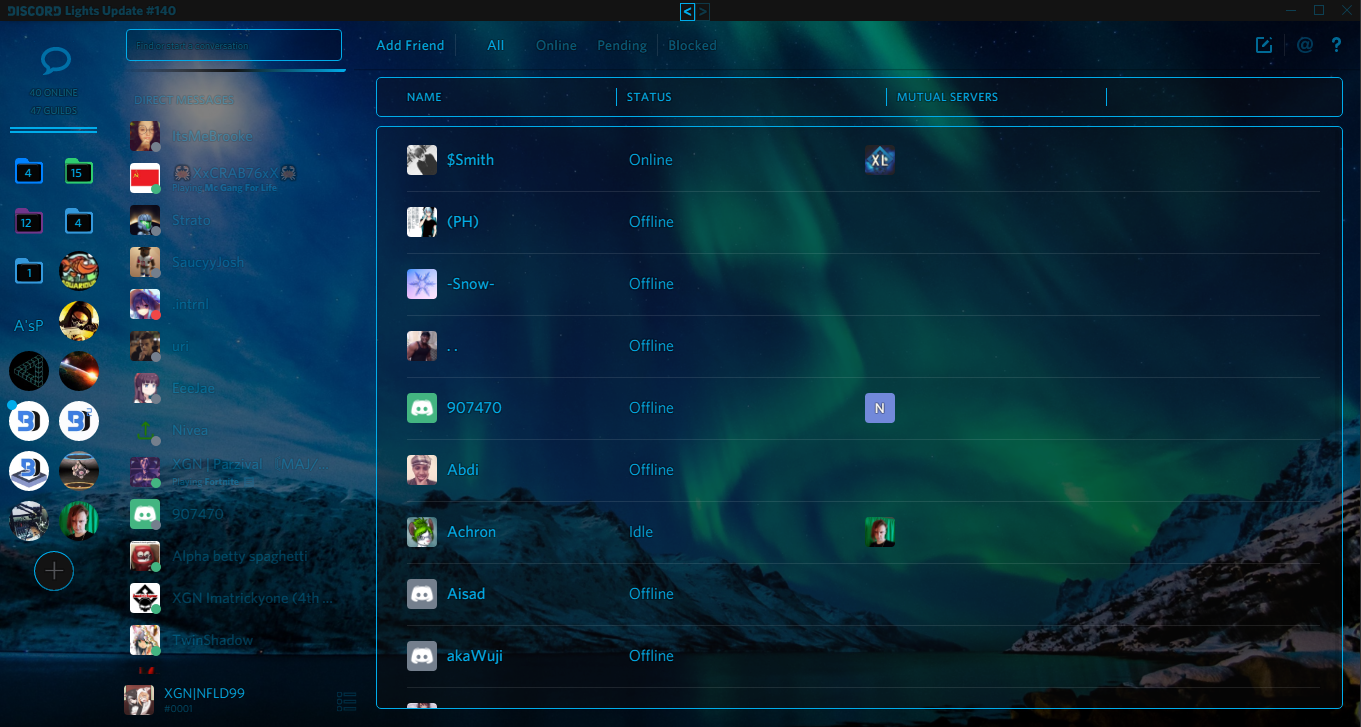 DISCORD Lights Update #140
< >
Find or start a conversation
Add Friend All Online Pending Blocked
@ ?
40 ONLINE
47 GUILDS
4 15
12 4
1
A'sP
DIRECT MESSAGES
ItsMeBrooke
XxCRAB76xX
Playing Mc Gang For Life
Strato
SaucyyJosh
.intrnl
uri
EeeJae
Nivea
XGN | Parzival
Playing Fortnite
907470
Alpha betty spaghetti
XGN Imatrickyone (4th ...
TwinShadow
XGN|NFLD99
#0001
NAME STATUS MUTUAL SERVERS
$Smith Online XL
(PH) Offline
-Snow- Offline
. . Offline
907470 Offline N
Abdi Offline
Achron Idle
Aisad Offline
akaWuji Offline